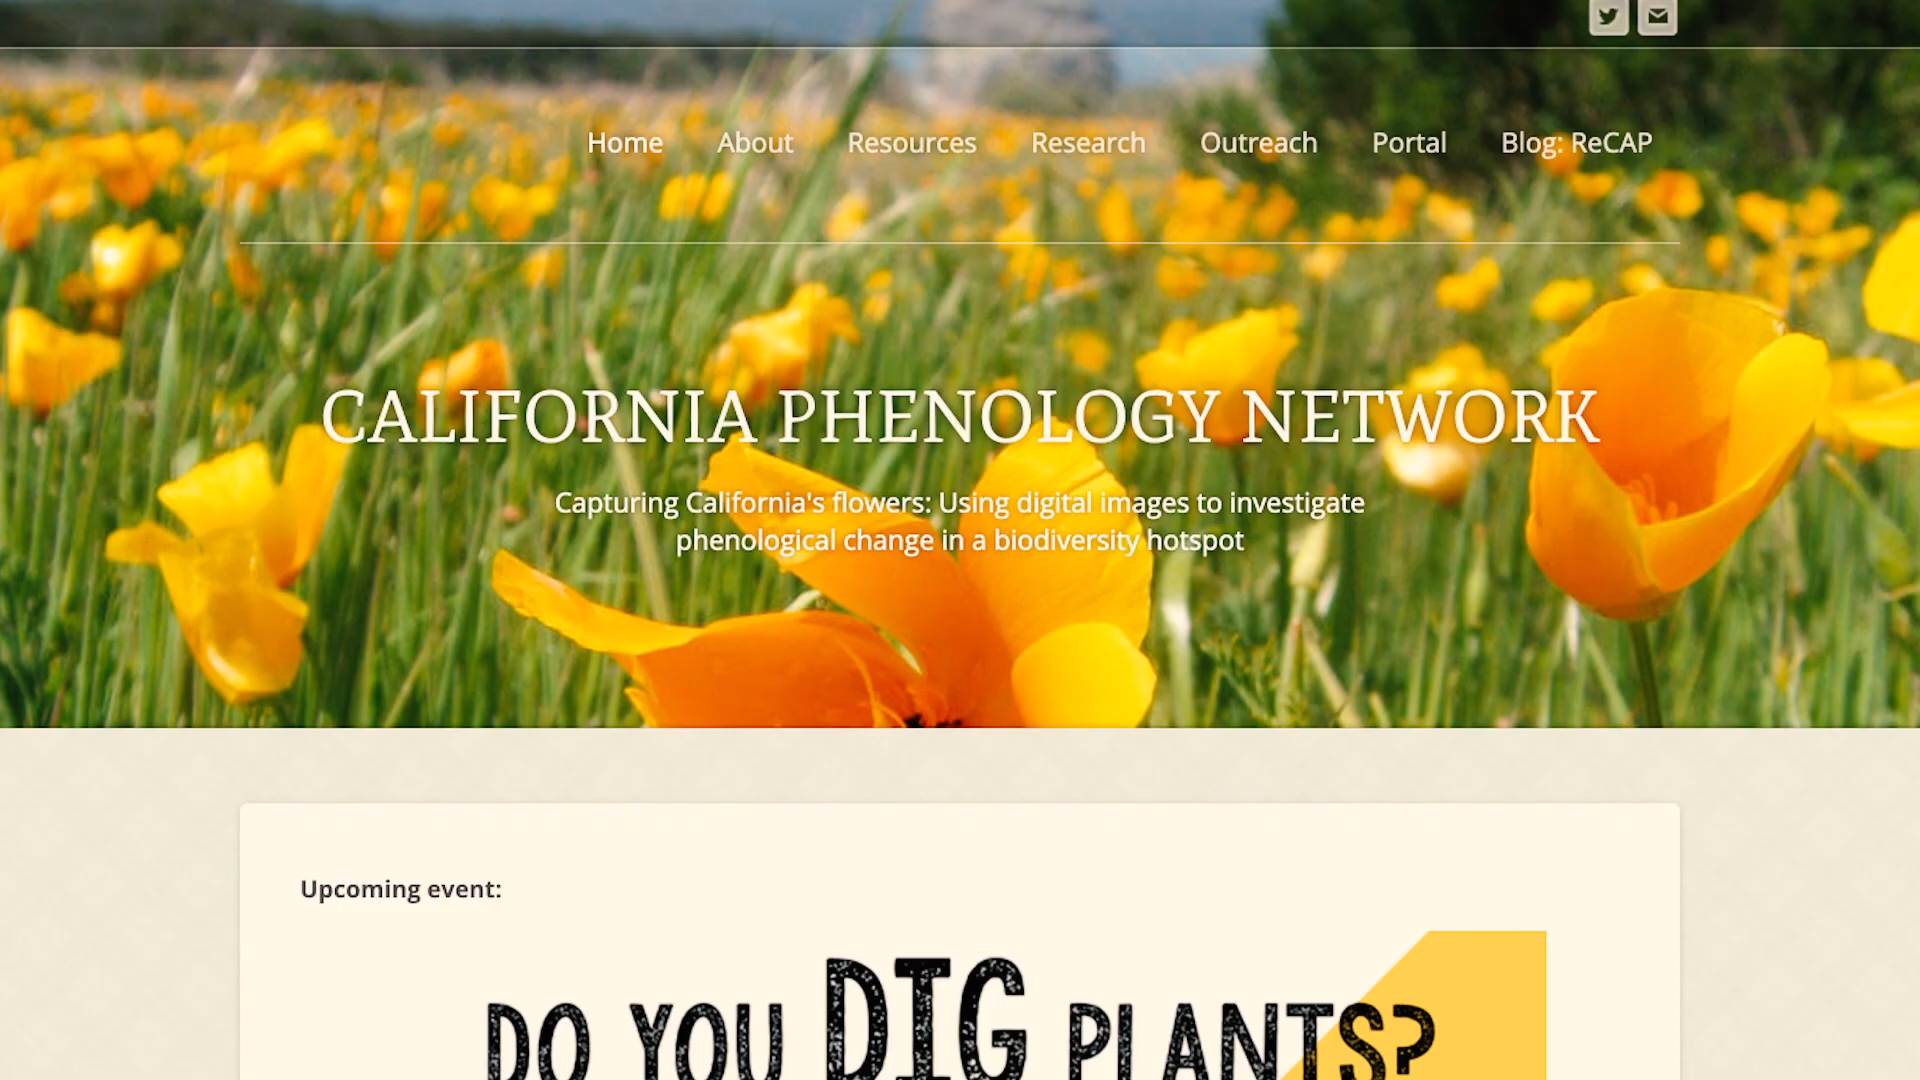 Home About Resources Research Outreach Portal Blog: ReCAP
CALIFORNIA PHENOLOGY NETWORK
Capturing California's flowers: Using digital images to investigate
phenological change in a biodiversity hotspot
Upcoming event:
DO YOU DIG PLANTS?